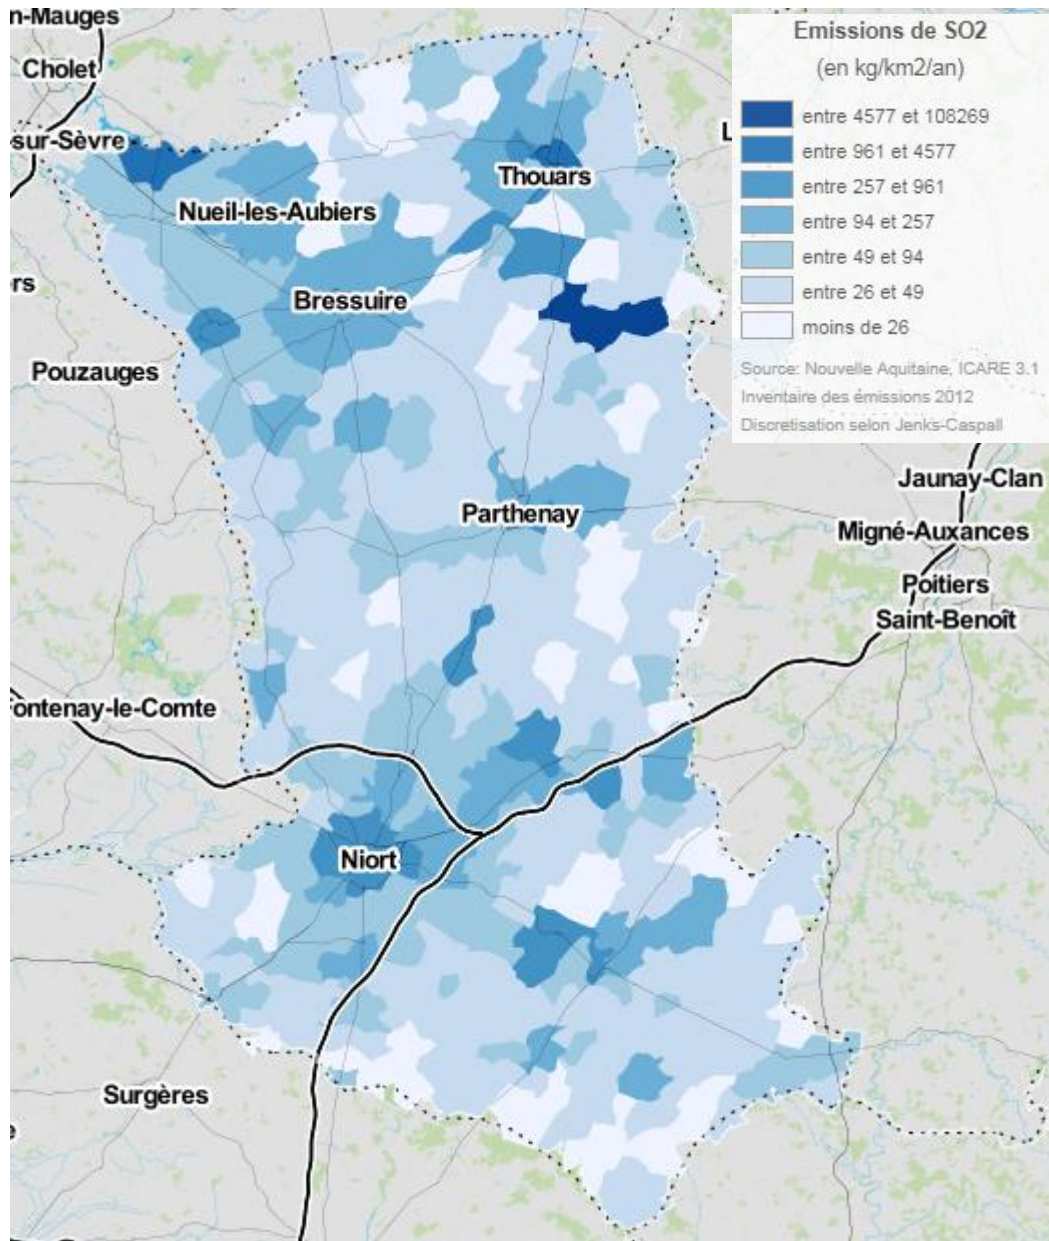 n-Mauges
Cholet
sur-Sèvre
Thouars
Nueil-les-Aubiers
ers
Bressuire
Pouzauges
Parthenay
Jaunay-Clan
Migné-Auxances
Poitiers
Saint-Benoît
Fontenay-le-Comte
Niort
Surgères
e
L
Emissions de SO2
(en kg/km2/an)
entre 4577 et 108269
entre 961 et 4577
entre 257 et 961
entre 94 et 257
entre 49 et 94
entre 26 et 49
moins de 26
Source: Nouvelle Aquitaine, ICARE 3.1
Inventaire des émissions 2012
Discretisation selon Jenks-Caspall